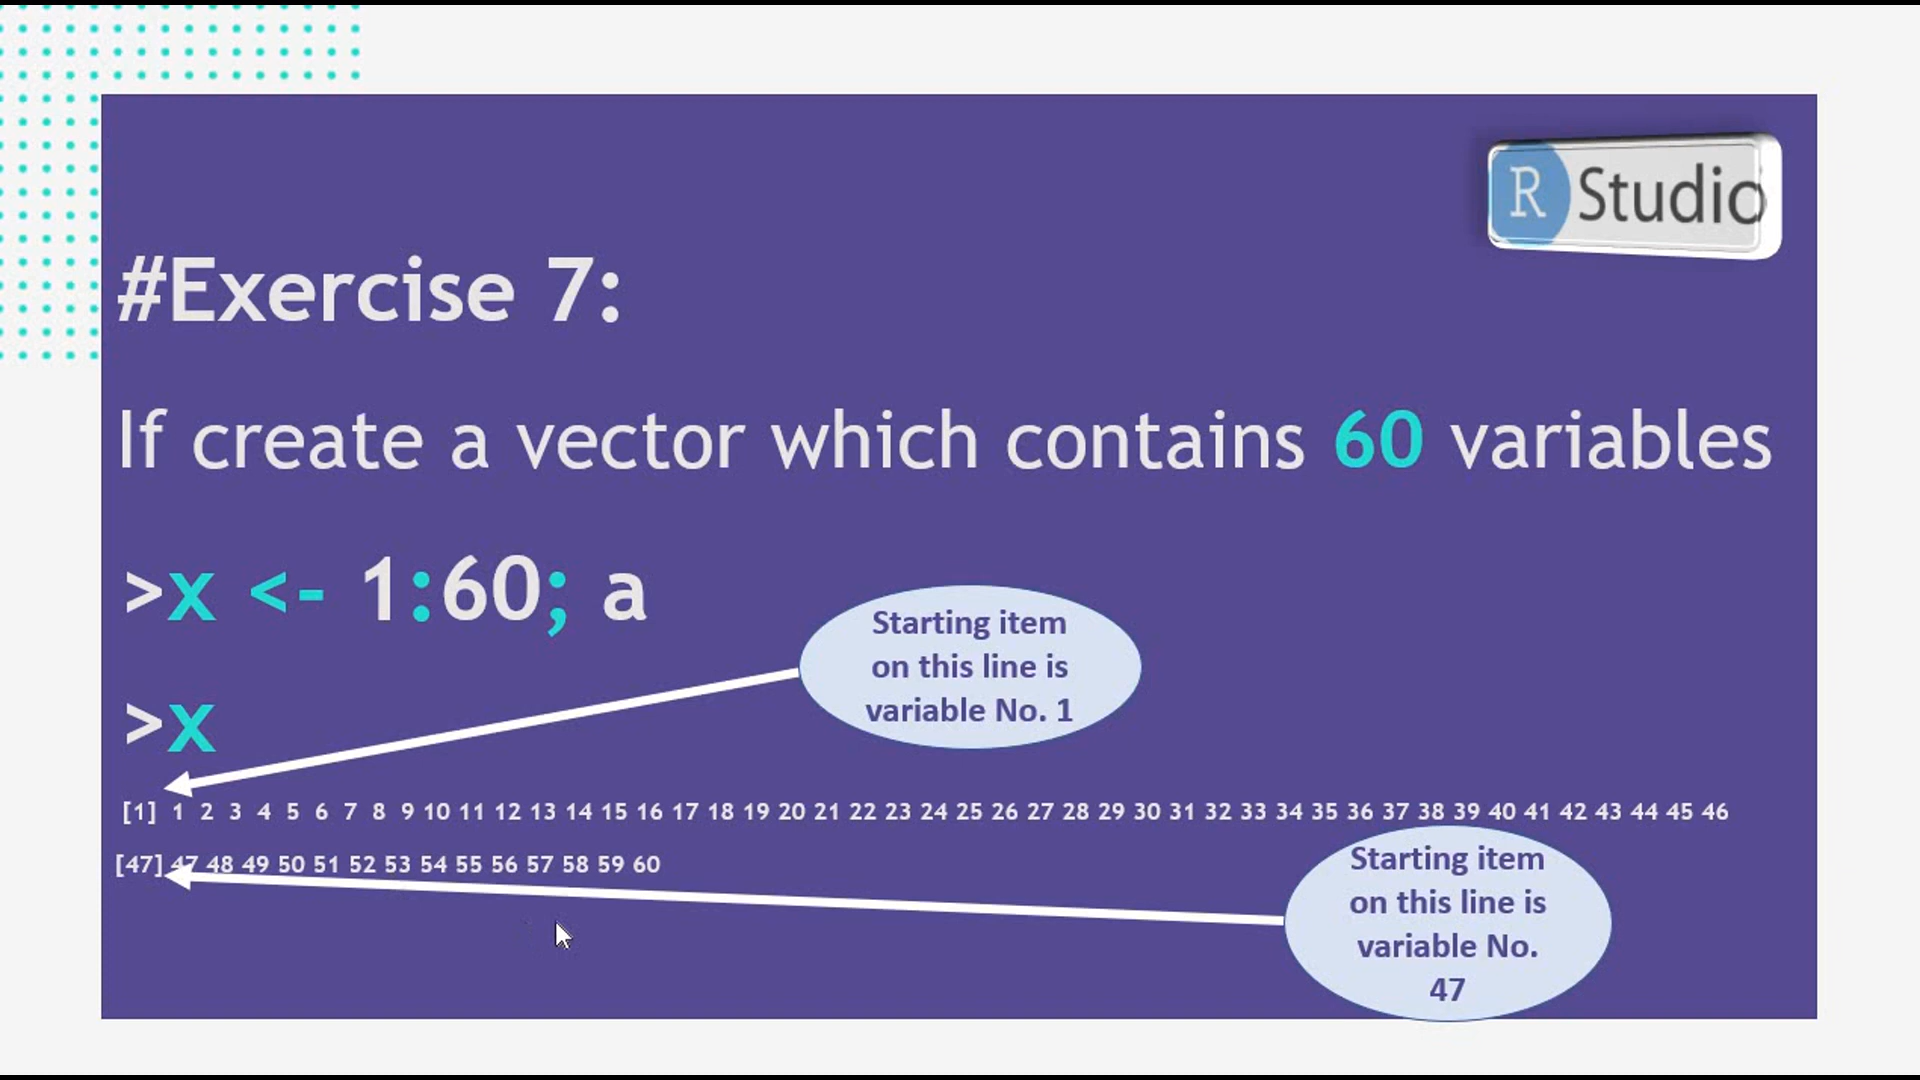 R Studio
#Exercise 7:
If create a vector which contains 60 variables
>x <- 1:60; a
Starting item
on this line is
variable No. 1
>x
[1] 1 2 3 4 5 6 7 8 9 10 11 12 13 14 15 16 17 18 19 20 21 22 23 24 25 26 27 28 29 30 31 32 33 34 35 36 37 38 39 40 41 42 43 44 45 46
[47] 47 48 49 50 51 52 53 54 55 56 57 58 59 60
Starting item
on this line is
variable No.
47